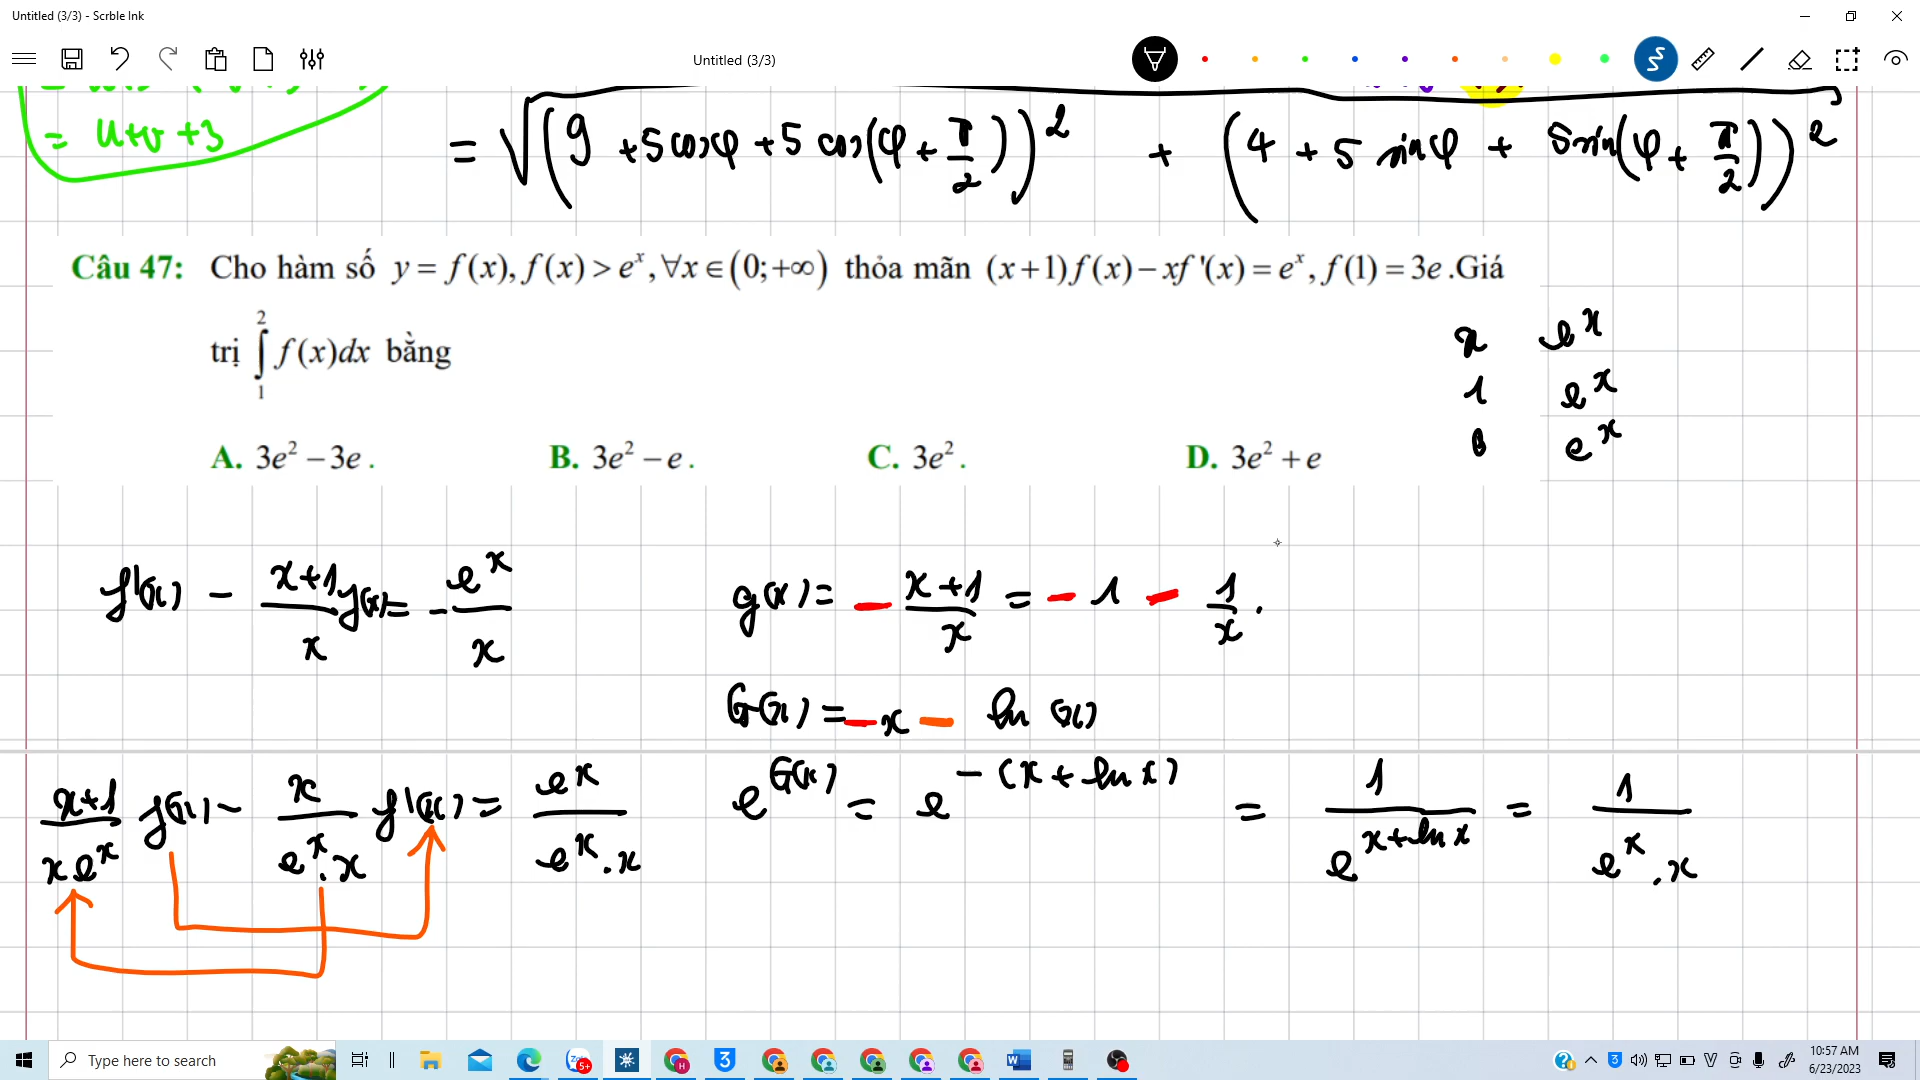 Untitled (3/3) - Scrble Ink
Untitled (3/3)
= u+v+3
= √((9 + 5cosφ + 5cos(φ + π/2))² + (4 + 5sinφ + 5sin(φ + π/2))²)
Câu 47: Cho hàm số y = f(x), f(x) > e^x, ∀x ∈ (0; +∞) thỏa mãn (x+1)f(x) − xf'(x) = e^x, f(1) = 3e .Giá
trị ∫₁² f(x)dx bằng
x e^x
1 e^x
0 e^x
A. 3e² − 3e . B. 3e² − e . C. 3e² . D. 3e² + e
f'(x) − (x+1)/x f(x) = − e^x/x
g(x) = − (x+1)/x = − 1 − 1/x .
G(x) = − x − ln(x)
(x+1)/(xe^x) f(x) − x/(e^x.x) f'(x) = e^x/(e^x.x)
e^G(x) = e^−(x + lnx) = 1/e^(x+lnx) = 1/(e^x.x)
Type here to search
10:57 AM
6/23/2023